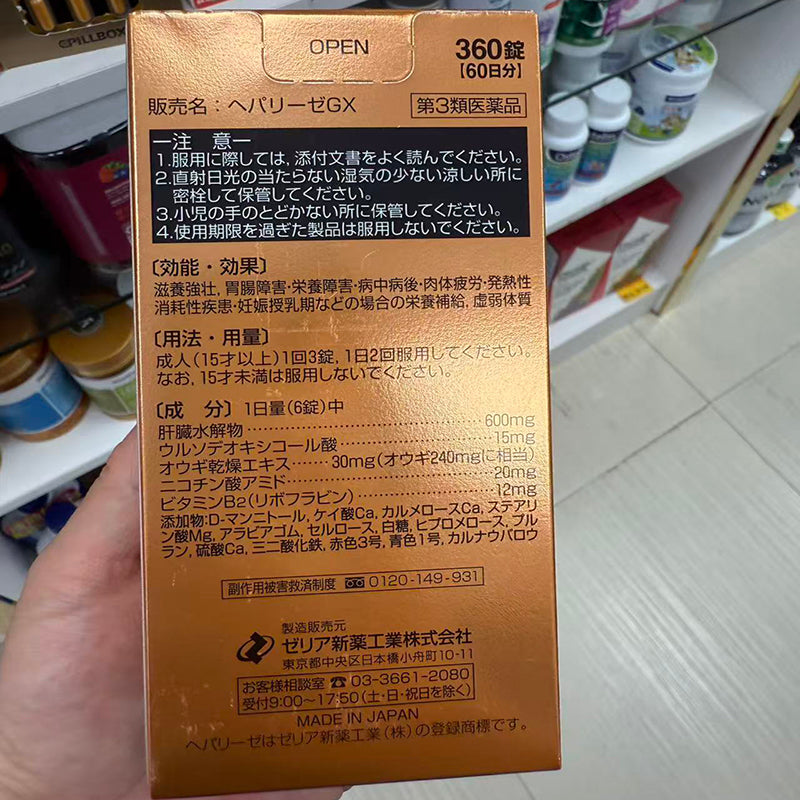 EPILLBOX
OPEN
360錠
【60日分】
販売名：ヘパリーゼGX
第3類医薬品
ー注 意ー
1.服用に際しては、添付文書をよく読んでください。
2.直射日光の当たらない湿気の少ない涼しい所に
密栓して保管してください。
3.小児の手のとどかない所に保管してください。
4.使用期限を過ぎた製品は服用しないでください。
〔効能・効果〕
滋養強壮,胃腸障害・栄養障害・病中病後・肉体疲労・発熱性
消耗性疾患・妊娠授乳期などの場合の栄養補給,虚弱体質
〔用法・用量〕
成人(15才以上)1回3錠,1日2回服用してください。
なお,15才未満は服用しないでください。
〔成 分〕1日量(6錠)中
肝臓水解物 600mg
ウルソデオキシコール酸 15mg
オウギ乾燥エキス 30mg(オウギ240mgに相当)
ニコチン酸アミド 20mg
ビタミンB2(リボフラビン) 12mg
添加物:D-マンニトール,ケイ酸Ca,カルメロースCa,ステアリ
ン酸Mg,アラビアゴム,セルロース,白糖,ヒプロメロース,プル
ラン,硫酸Ca,三二酸化鉄,赤色3号,青色1号,カルナウバロウ
副作用被害救済制度 0120-149-931
製造販売元
ゼリア新薬工業株式会社
東京都中央区日本橋小舟町10-11
お客様相談室☎03-3661-2080
受付9:00〜17:50(土・日・祝日を除く)
MADE IN JAPAN
ヘパリーゼはゼリア新薬工業(株)の登録商標です。